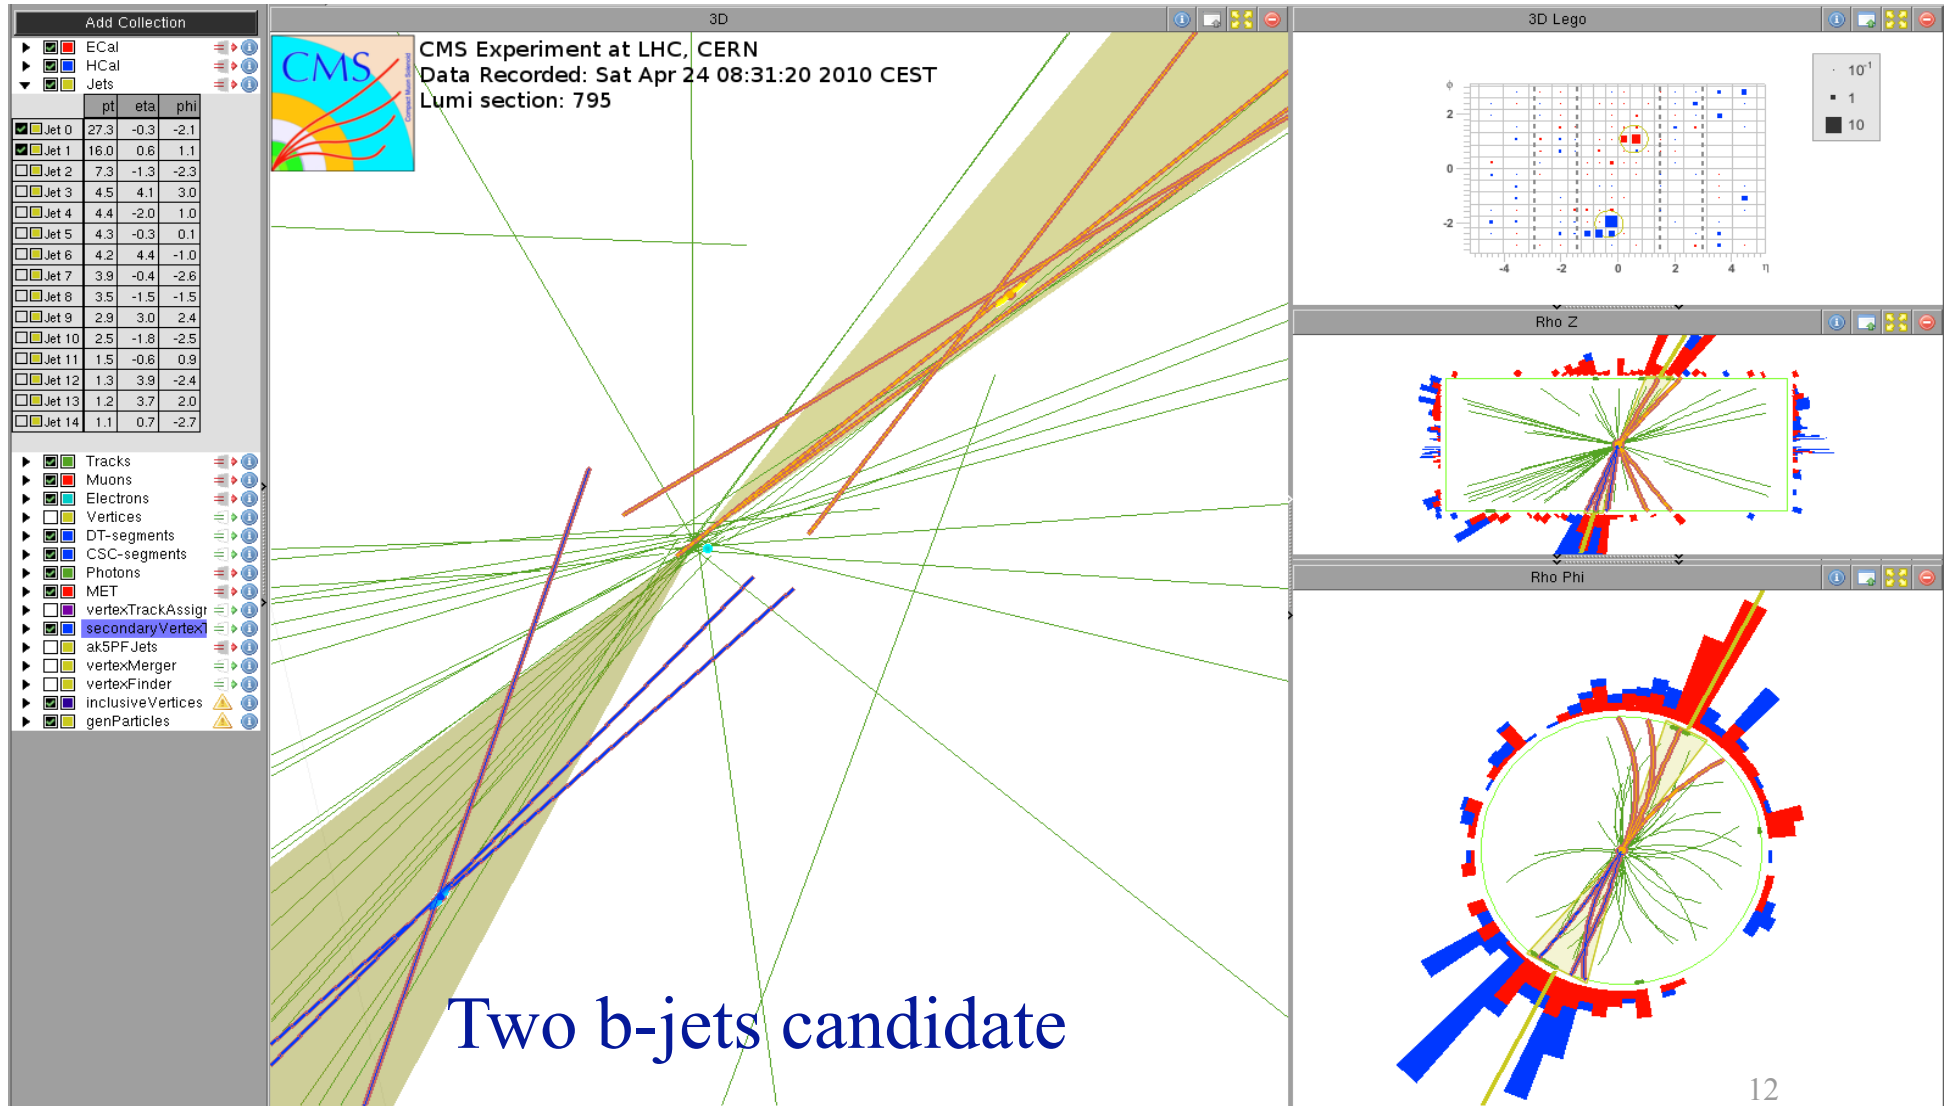 Add Collection
ECal
HCal
Jets
pt eta phi
Jet 0 27.3 -0.3 -2.1
Jet 1 16.0 0.6 1.1
Jet 2 7.3 -1.3 -2.3
Jet 3 4.5 4.1 3.0
Jet 4 4.4 -2.0 1.0
Jet 5 4.3 -0.3 0.1
Jet 6 4.2 4.4 -1.0
Jet 7 3.9 -0.4 -2.6
Jet 8 3.5 -1.5 -1.5
Jet 9 2.9 3.0 2.4
Jet 10 2.5 -1.8 -2.5
Jet 11 1.5 -0.6 0.9
Jet 12 1.3 3.9 -2.4
Jet 13 1.2 3.7 2.0
Jet 14 1.1 0.7 -2.7
Tracks
Muons
Electrons
Vertices
DT-segments
CSC-segments
Photons
MET
vertexTrackAssigr
secondaryVertexT
ak5PFJets
vertexMerger
vertexFinder
inclusiveVertices
genParticles
3D
CMS
Compact Muon Solenoid
CMS Experiment at LHC, CERN
Data Recorded: Sat Apr 24 08:31:20 2010 CEST
Lumi section: 795
Two b-jets candidate
3D Lego
10⁻¹
1
10
ϕ
2
0
-2
-4 -2 0 2 4 η
Rho Z
Rho Phi
12